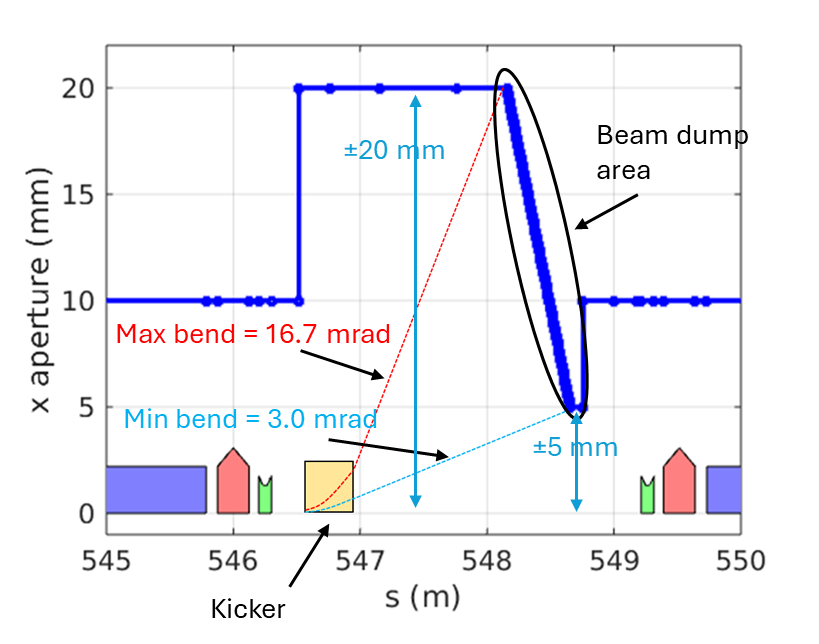 20
±20 mm
Beam dump
area
15
x aperture (mm)
10
Max bend = 16.7 mrad
5
Min bend = 3.0 mrad
±5 mm
0
545
546
547
548
549
550
s (m)
Kicker